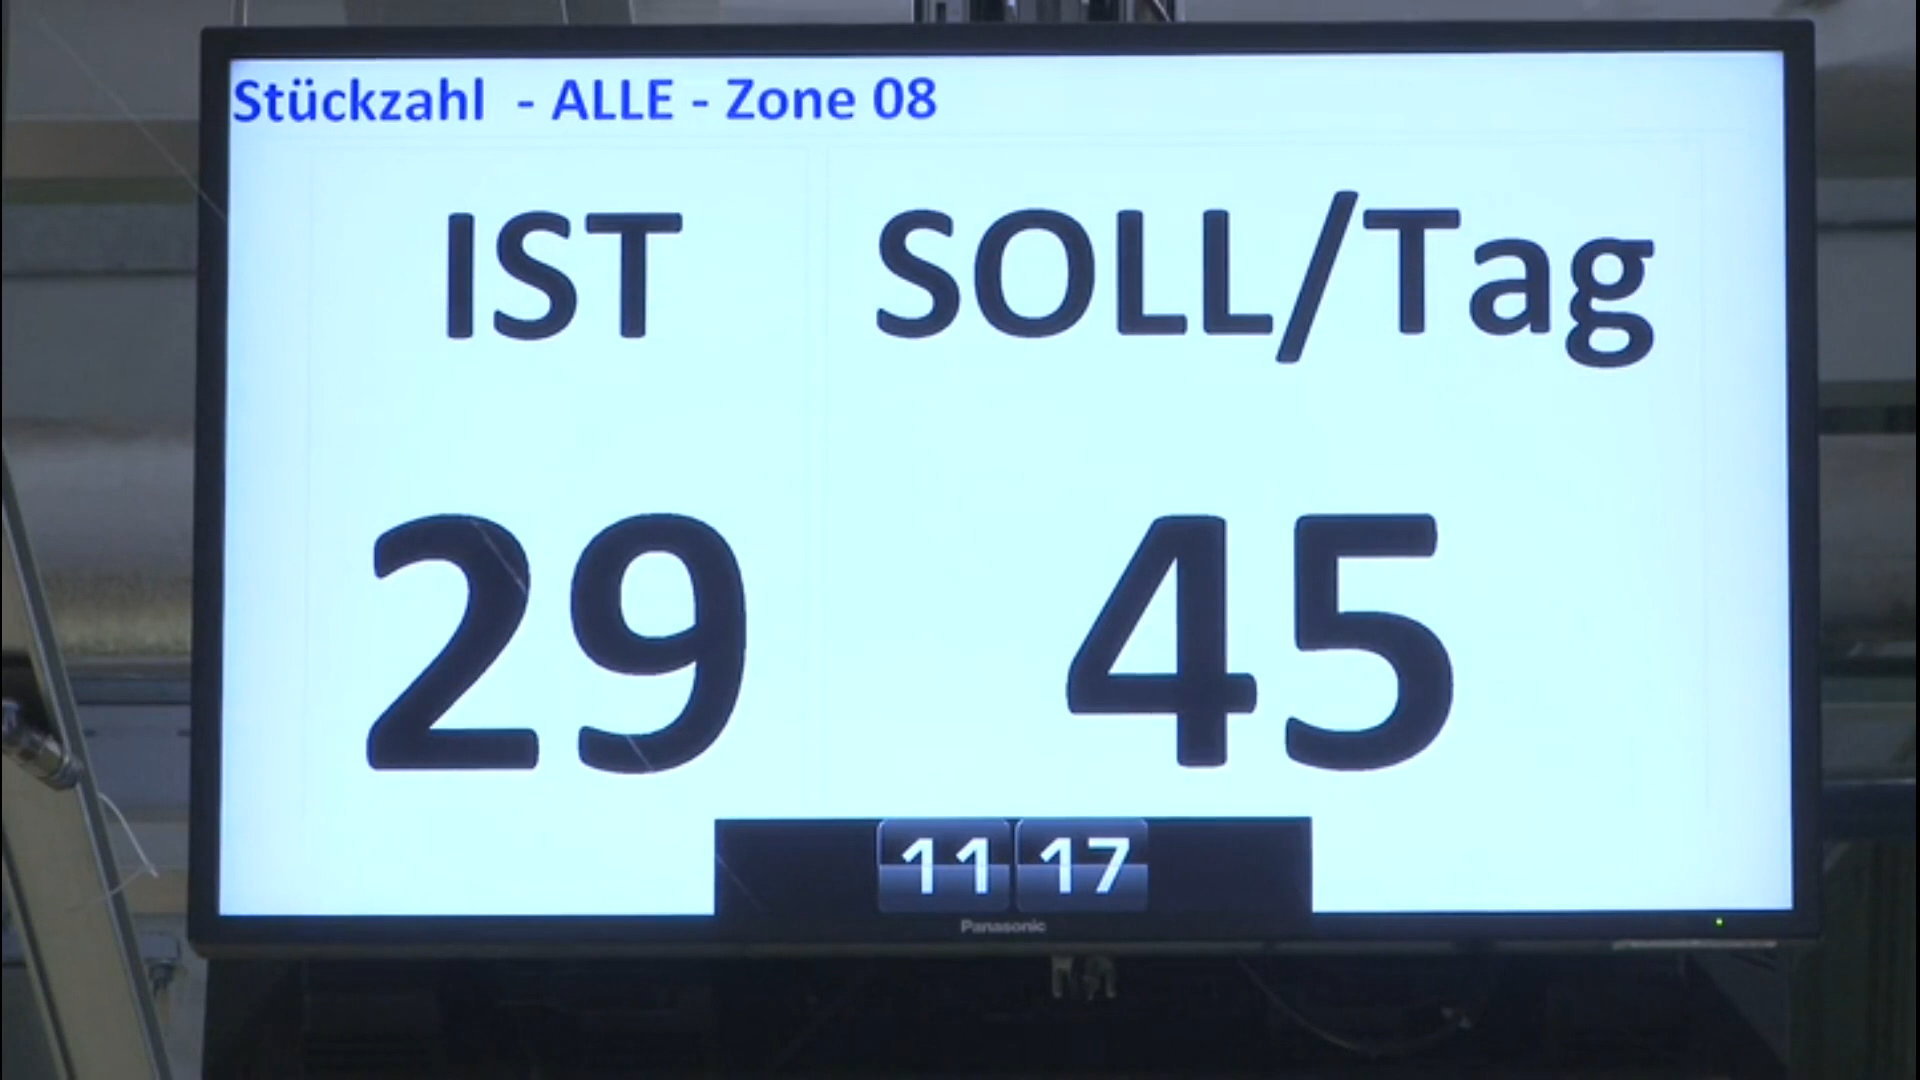 Stückzahl - ALLE - Zone 08
IST SOLL/Tag
29 45
11 17
Panasonic